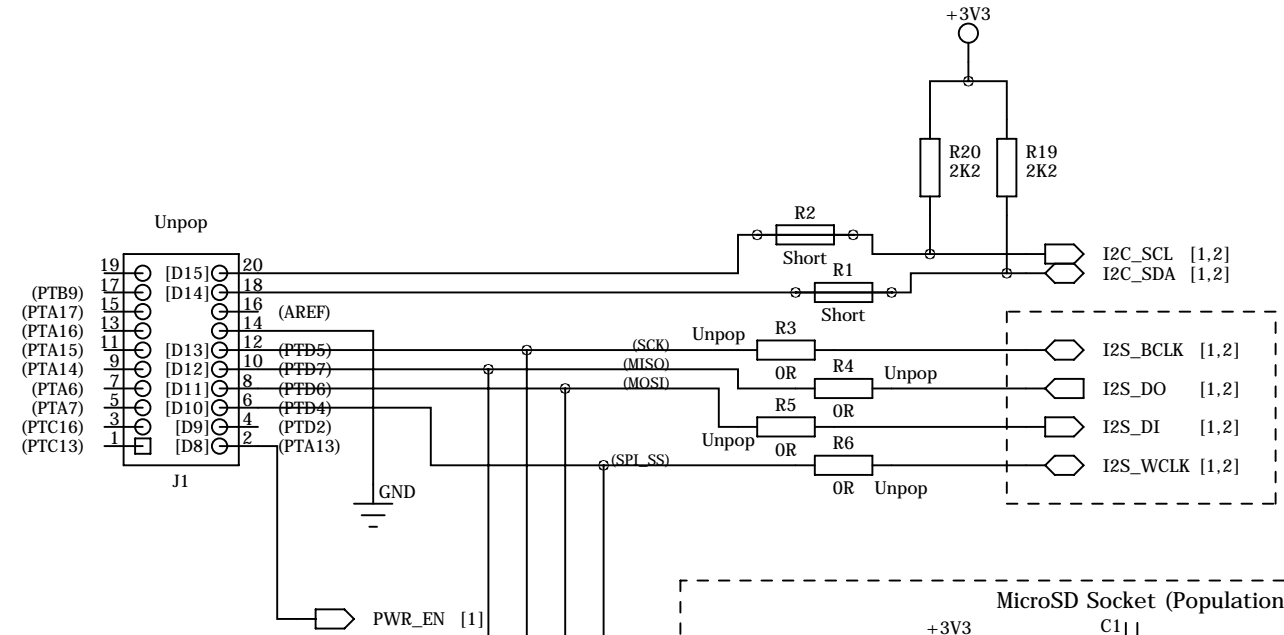 +3V3
R20
2K2
R19
2K2
Unpop
R2
Short
R1
Short
I2C_SCL [1,2]
I2C_SDA [1,2]
19 [D15] 20
(PTB9) 17 [D14] 18
(PTA17) 15 16 (AREF)
(PTA16) 13 14
(PTA15) 11 [D13] 12 (PTD5)
(PTA14) 9 [D12] 10 (PTD7)
(PTA6) 7 [D11] 8 (PTD6)
(PTA7) 5 [D10] 6 (PTD4)
(PTC16) 3 [D9] 4 (PTD2)
(PTC13) 1 [D8] 2 (PTA13)
J1
GND
(SCK)
(MISO)
(MOSI)
(SPI_SS)
Unpop
R3
0R
R4
Unpop
0R
R5
Unpop
0R
R6
0R
Unpop
I2S_BCLK [1,2]
I2S_DO [1,2]
I2S_DI [1,2]
I2S_WCLK [1,2]
PWR_EN [1]
MicroSD Socket (Population
+3V3
C1